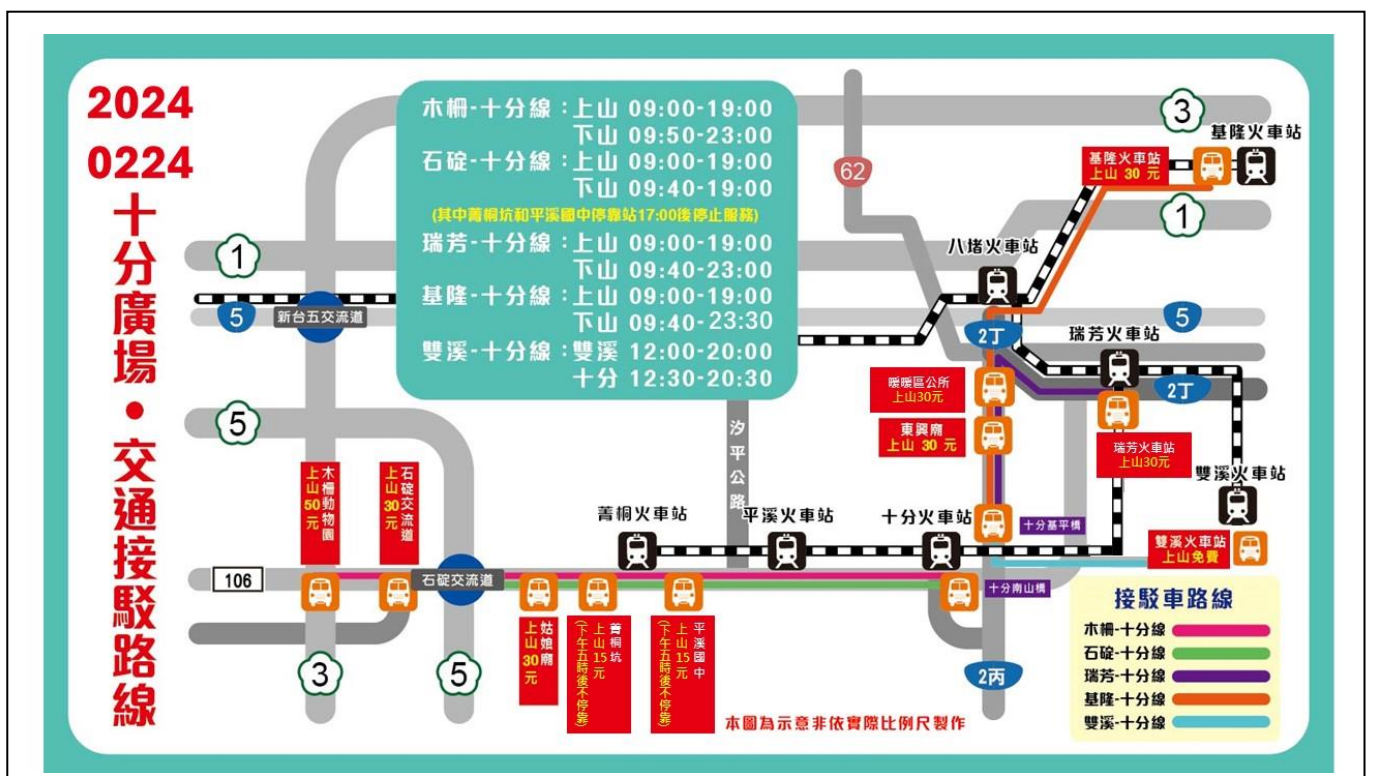 2024
0224
十分廣場•交通接駁路線
木柵-十分線：上山 09:00-19:00
下山 09:50-23:00
石碇-十分線：上山 09:00-19:00
下山 09:40-19:00
(其中菁桐坑和平溪國中停靠站17:00後停止服務)
瑞芳-十分線：上山 09:00-19:00
下山 09:40-23:00
基隆-十分線：上山 09:00-19:00
下山 09:40-23:30
雙溪-十分線：雙溪 12:00-20:00
十分 12:30-20:30
3
基隆火車站
基隆火車站
上山 30 元
62
1
1
八堵火車站
5
新台五交流道
5
2丁
瑞芳火車站
2丁
暖暖區公所
上山30元
東興廟
上山 30 元
瑞芳火車站
上山30元
5
汐平公路
雙溪火車站
木柵動物園
上山50元
石碇交流道
上山30元
菁桐火車站
平溪火車站
十分火車站
十分基平橋
雙溪火車站
上山免費
106
石碇交流道
十分南山橋
姑娘廟
上山30元
菁桐坑
上山15元
(下午五時後不停靠)
平溪國中
上山15元
(下午五時後不停靠)
3
5
2丙
接駁車路線
木柵-十分線
石碇-十分線
瑞芳-十分線
基隆-十分線
雙溪-十分線
本圖為示意非依實際比例尺製作